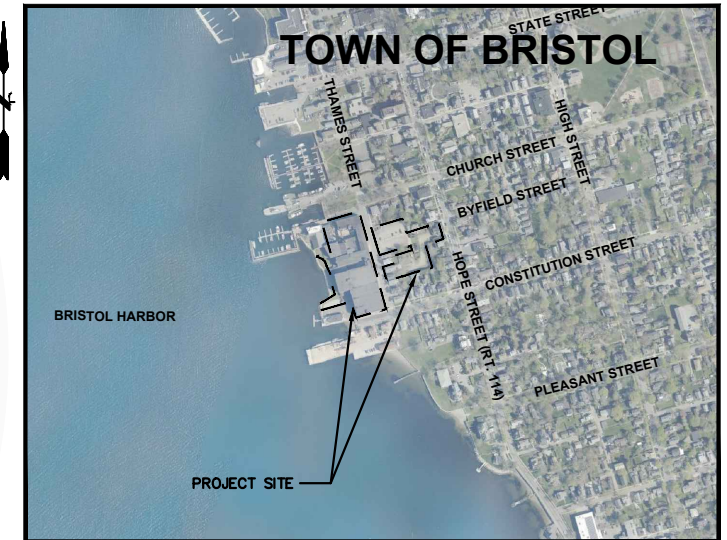 STATE STREET
TOWN OF BRISTOL
THAMES STREET
HIGH STREET
CHURCH STREET
BYFIELD STREET
HOPE STREET (RT. 114)
CONSTITUTION STREET
BRISTOL HARBOR
PLEASANT STREET
PROJECT SITE